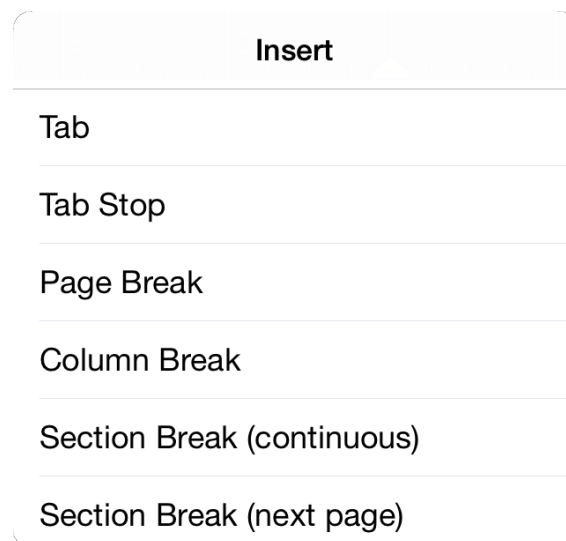 Insert
Tab
Tab Stop
Page Break
Column Break
Section Break (continuous)
Section Break (next page)